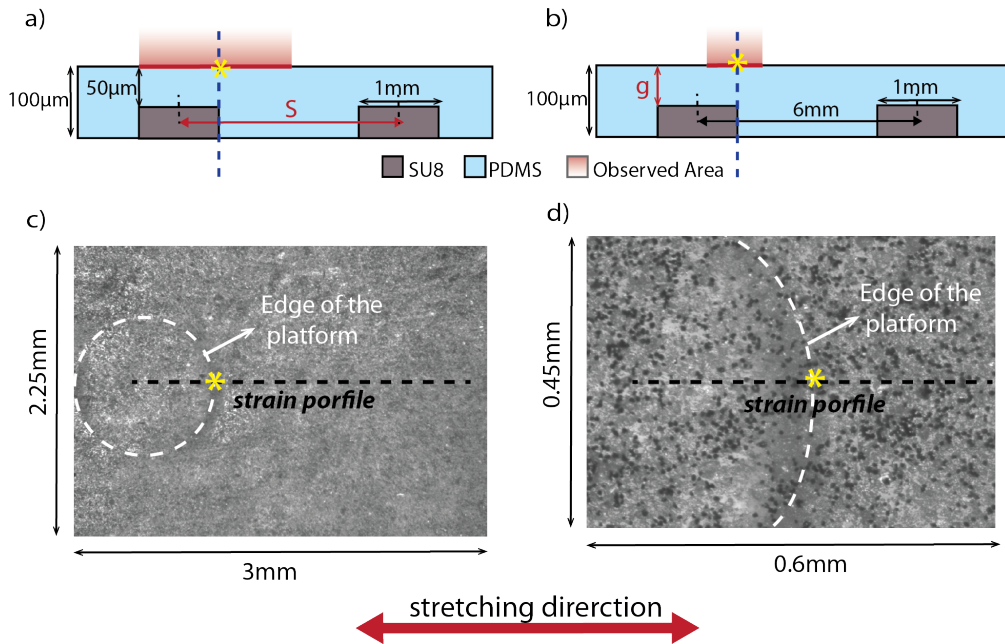 a)
b)
50μm
100μm
1mm
S
g
100μm
1mm
6mm
SU8
PDMS
Observed Area
c)
d)
2.25mm
Edge of the
platform
strain porfile
3mm
0.45mm
Edge of the
platform
strain porfile
0.6mm
stretching direrction